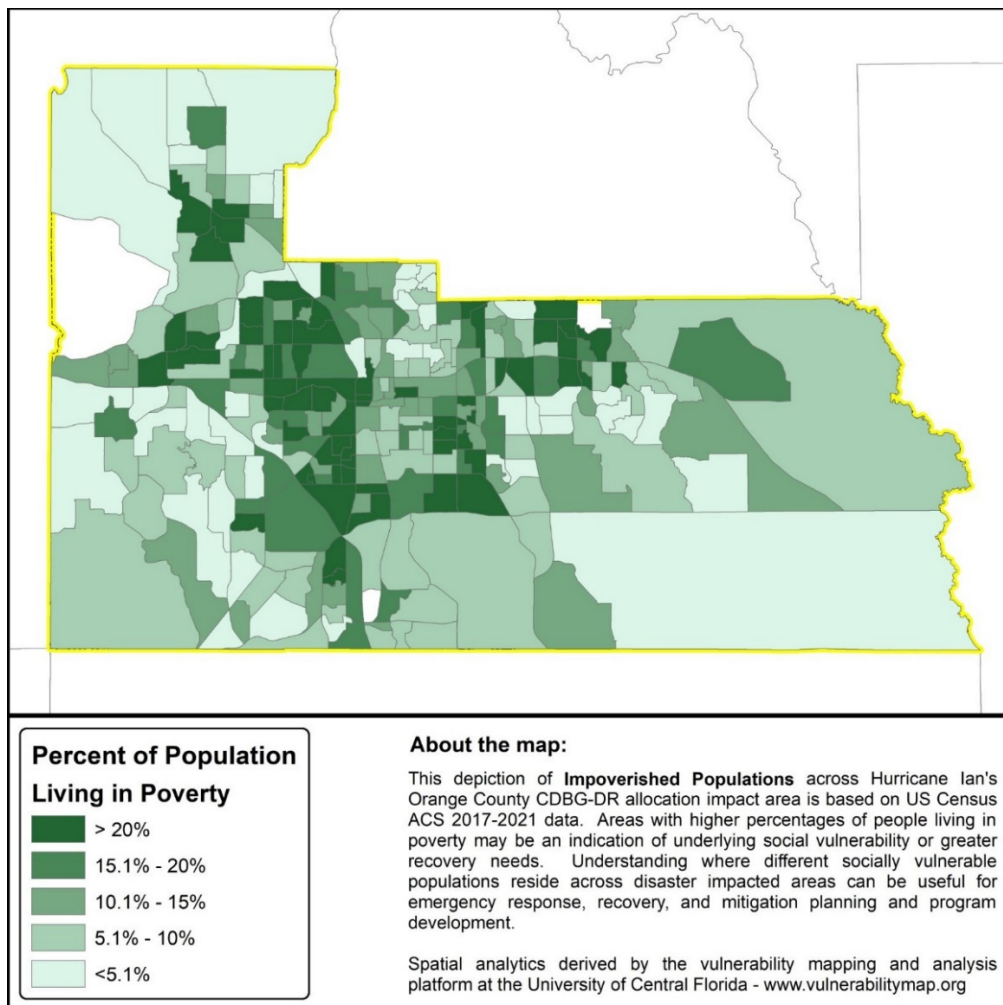 Percent of Population
Living in Poverty
> 20%
15.1% - 20%
10.1% - 15%
5.1% - 10%
<5.1%
About the map:
This depiction of Impoverished Populations across Hurricane Ian's
Orange County CDBG-DR allocation impact area is based on US Census
ACS 2017-2021 data. Areas with higher percentages of people living in
poverty may be an indication of underlying social vulnerability or greater
recovery needs. Understanding where different socially vulnerable
populations reside across disaster impacted areas can be useful for
emergency response, recovery, and mitigation planning and program
development.
Spatial analytics derived by the vulnerability mapping and analysis
platform at the University of Central Florida - www.vulnerabilitymap.org